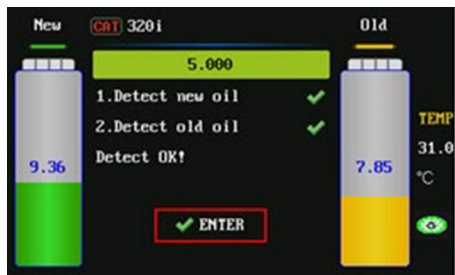 New CAT 320i Old
5.000
1.Detect new oil
2.Detect old oil
TEMP
Detect OK!
31.0
9.36
7.85
°C
ENTER